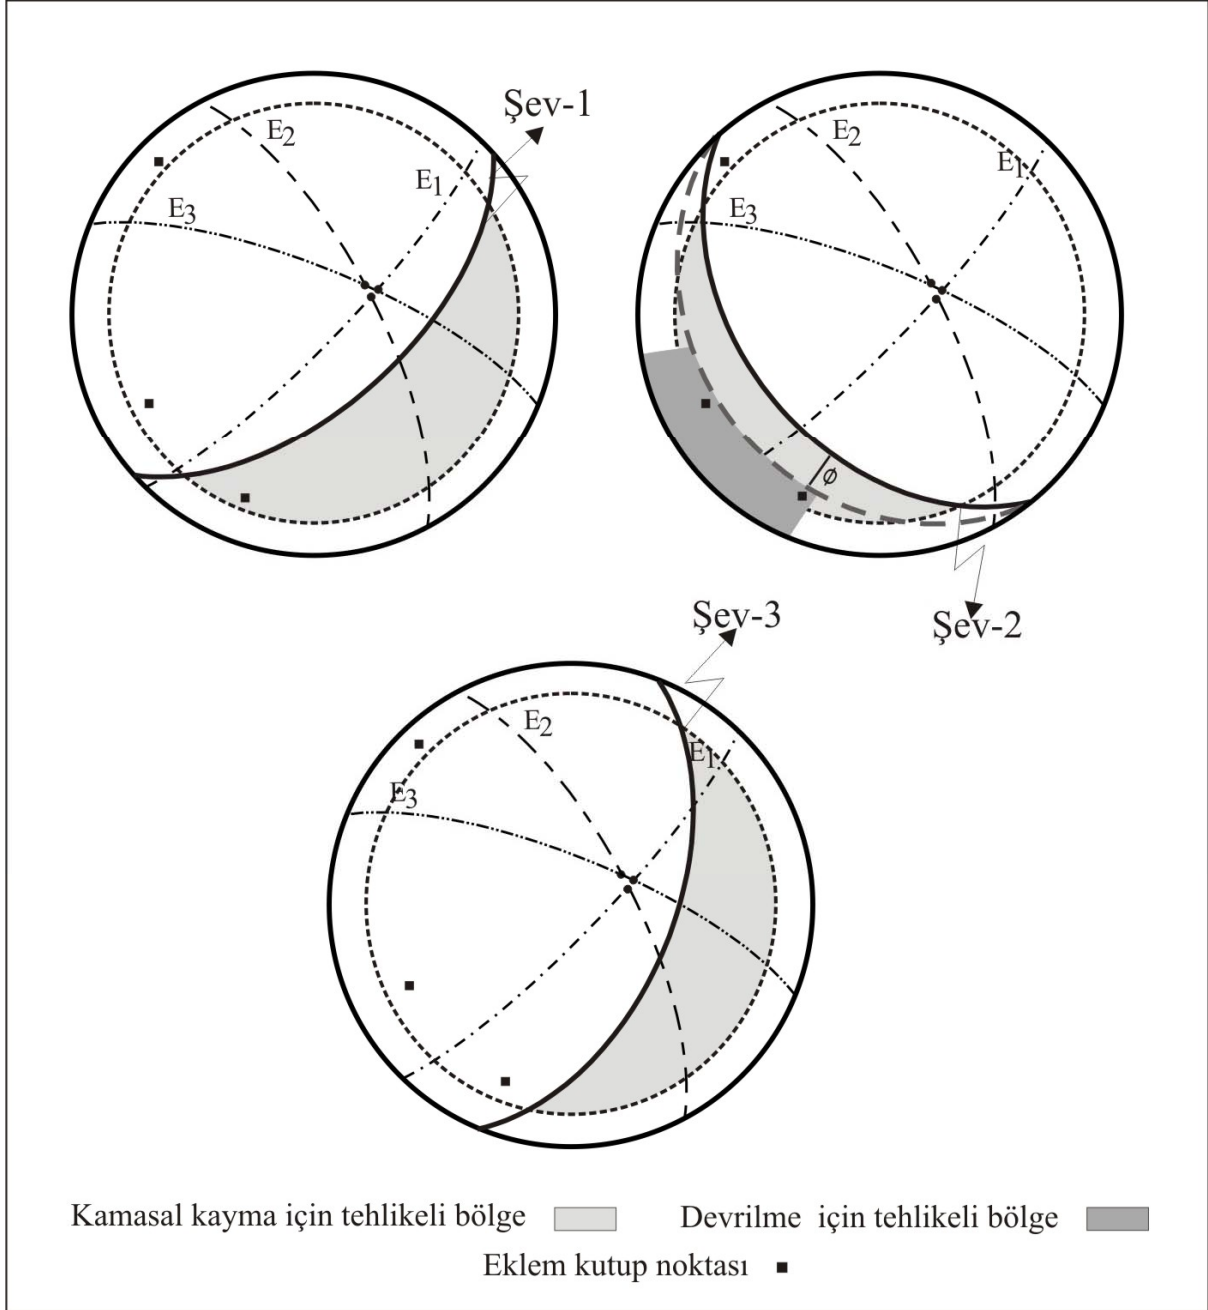 Şev-1
E2
E1
E3
E2
E1
E3
ϕ
Şev-2
Şev-3
E2
E1
E3
Kamasal kayma için tehlikeli bölge
Devrilme için tehlikeli bölge
Eklem kutup noktası